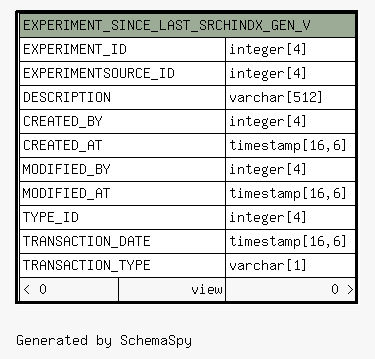 EXPERIMENT_SINCE_LAST_SRCHINDX_GEN_V
EXPERIMENT_ID integer[4]
EXPERIMENTSOURCE_ID integer[4]
DESCRIPTION varchar[512]
CREATED_BY integer[4]
CREATED_AT timestamp[16,6]
MODIFIED_BY integer[4]
MODIFIED_AT timestamp[16,6]
TYPE_ID integer[4]
TRANSACTION_DATE timestamp[16,6]
TRANSACTION_TYPE varchar[1]
< 0 view 0 >
Generated by SchemaSpy